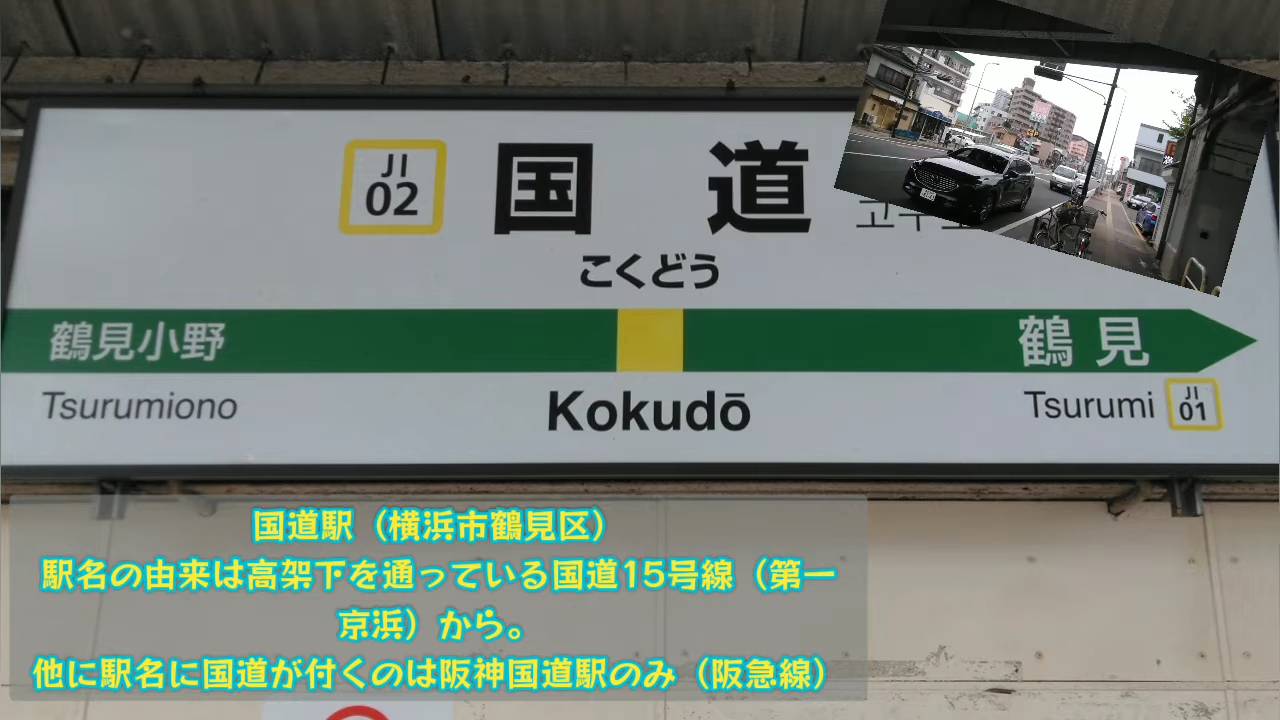 JI
02
国道
こくどう
鶴見小野
鶴見
Tsurumiono
Kokudō
Tsurumi
JI
01
国道駅（横浜市鶴見区）
駅名の由来は高架下を通っている国道15号線（第一
京浜）から。
他に駅名に国道が付くのは阪神国道駅のみ（阪急線）